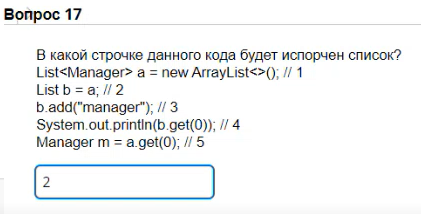 Вопрос 17
В какой строчке данного кода будет испорчен список?
List<Manager> a = new ArrayList<>(); // 1
List b = a; // 2
b.add("manager"); // 3
System.out.println(b.get(0)); // 4
Manager m = a.get(0); // 5
2